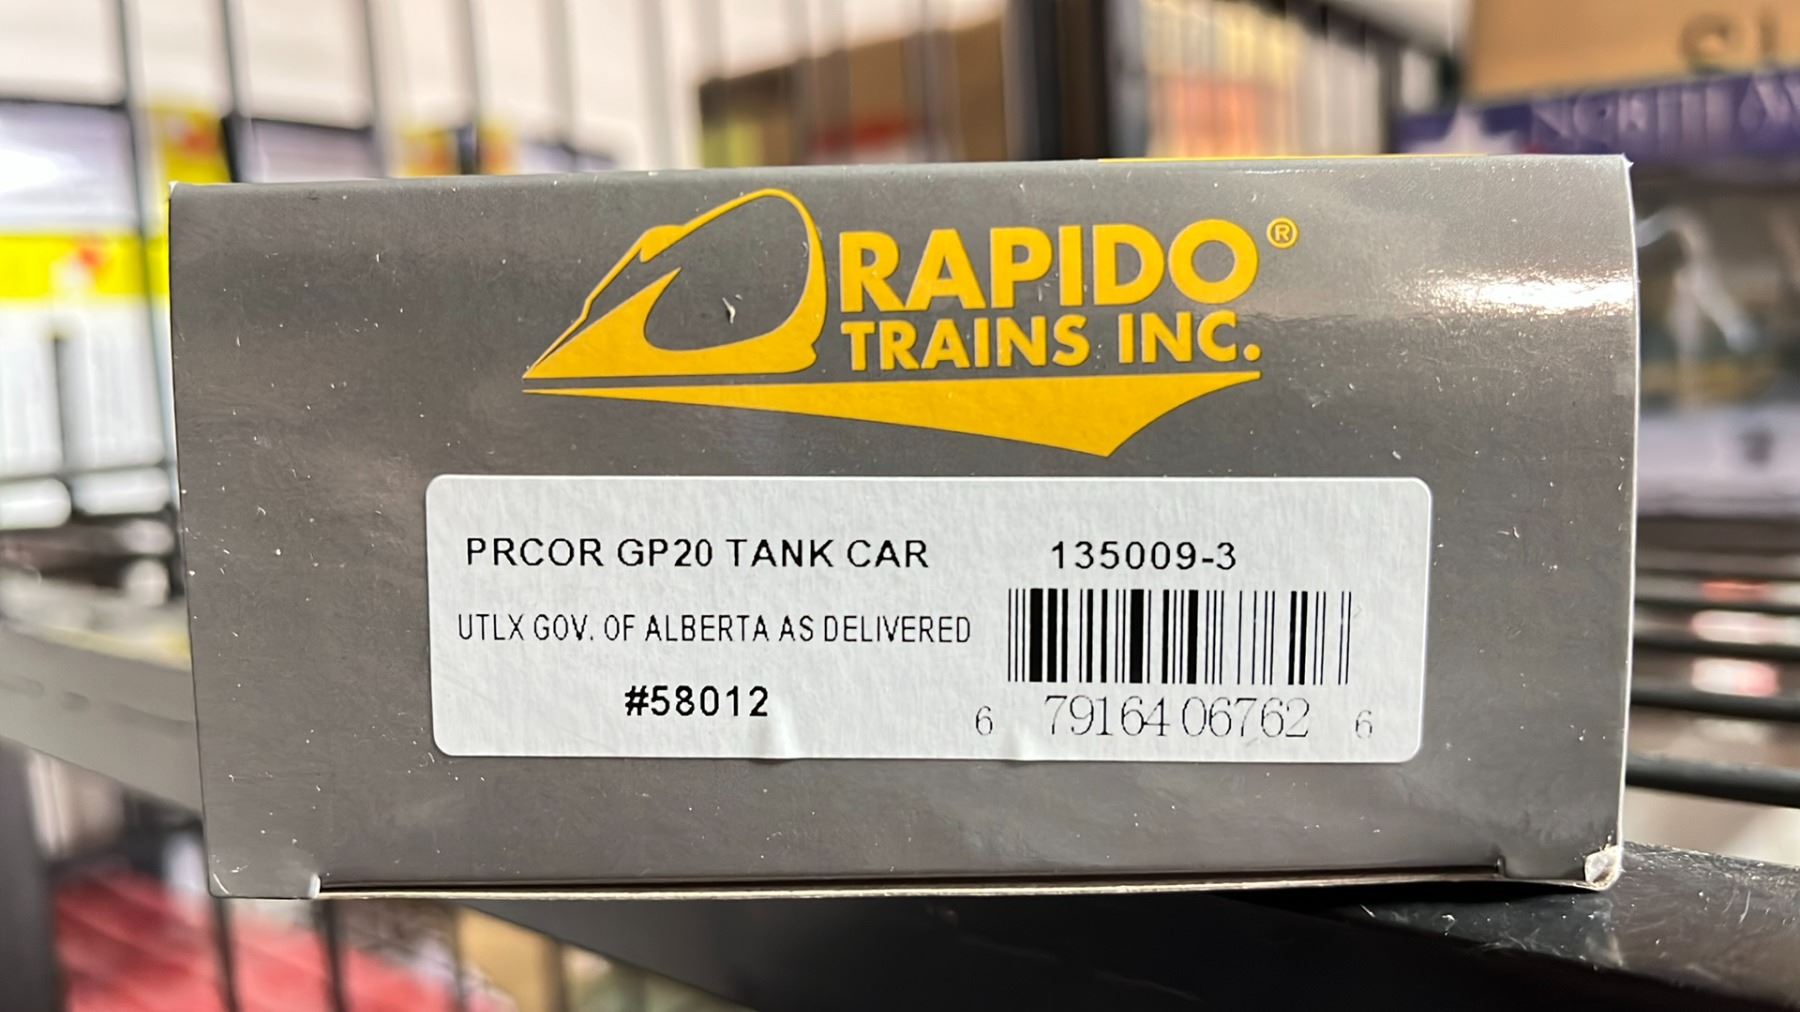 RAPIDO®
TRAINS INC.
PRCOR GP20 TANK CAR
135009-3
UTLX GOV. OF ALBERTA AS DELIVERED
#58012
6 79164 06762 6